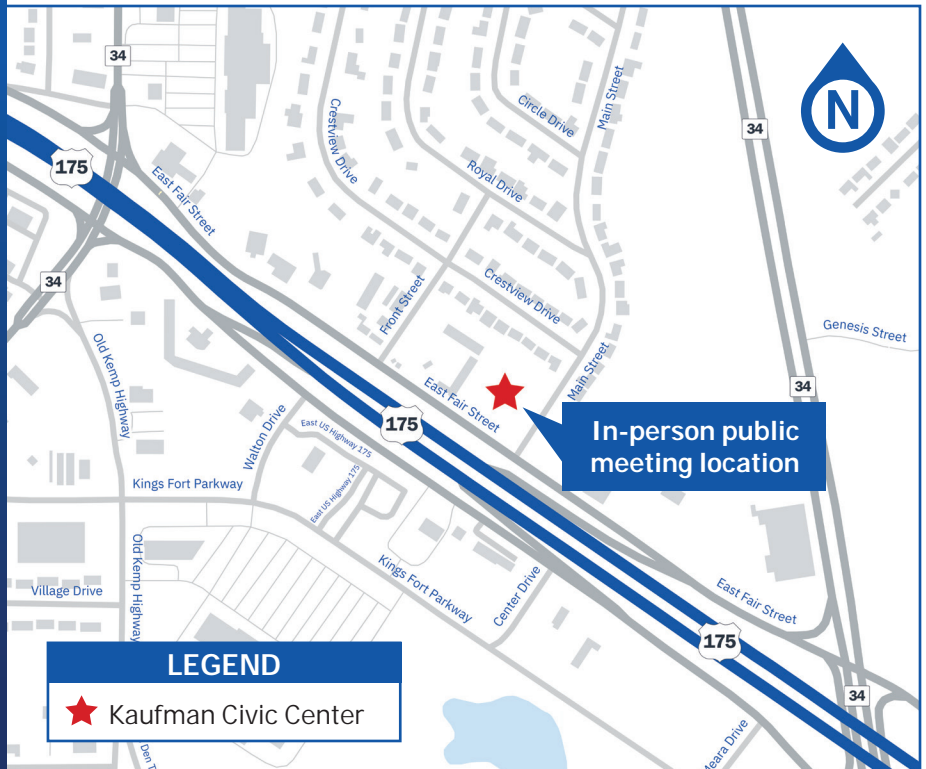 34
Main Street
Circle Drive
Crestview Drive
N
34
175
East Fair Street
Royal Drive
34
Front Street
Crestview Drive
Genesis Street
Old Kemp Highway
Main Street
34
East Fair Street
175
In-person public
meeting location
Walton Drive
East US Highway 175
Kings Fort Parkway
East US Highway 175
Old Kemp Highway
Kings Fort Parkway
Center Drive
East Fair Street
Village Drive
175
LEGEND
Kaufman Civic Center
34
Meara Drive
Den